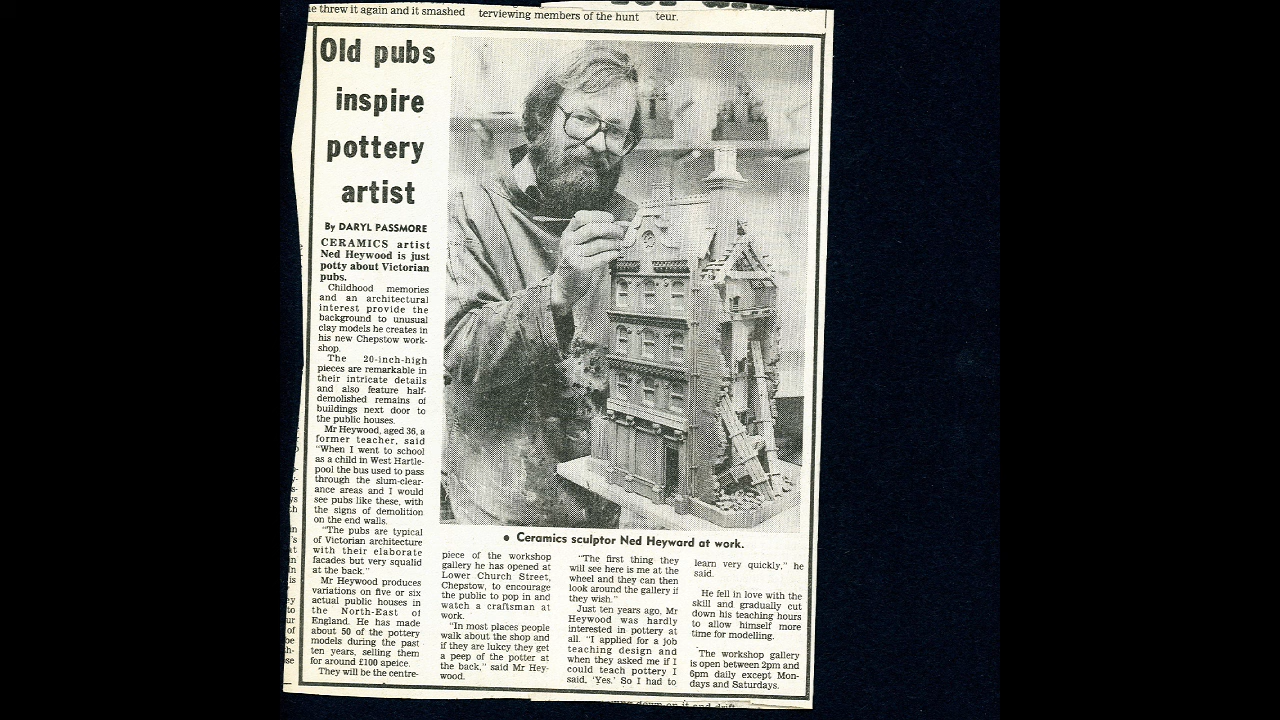 e threw it again and it smashed
terviewing members of the hunt
teur.
Old pubs
inspire
pottery
artist
By DARYL PASSMORE
CERAMICS artist
Ned Heywood is just
potty about Victorian
pubs.
Childhood memories
and an architectural
interest provide the
background to unusual
clay models he creates in
his new Chepstow work-
shop.
The 20-inch-high
pieces are remarkable in
their intricate details
and also feature half-
demolished remains of
buildings next door to
the public houses.
Mr Heywood, aged 36, a
former teacher, said
"When I went to school
as a child in West Hartle-
pool the bus used to pass
through the slum-clear-
ance areas and I would
see pubs like these, with
the signs of demolition
on the end walls.
"The pubs are typical
of Victorian architecture
with their elaborate
facades but very squalid
at the back."
Mr Heywood produces
variations on five or six
actual public houses in
the North-East of
England. He has made
about 50 of the pottery
models during the past
ten years, selling them
for around £100 apeice.
They will be the centre-
● Ceramics sculptor Ned Heyward at work.
piece of the workshop
gallery he has opened at
Lower Church Street,
Chepstow, to encourage
the public to pop in and
watch a craftsman at
work.
"In most places people
walk about the shop and
if they are lukey they get
a peep of the potter at
the back," said Mr Hey-
wood.
"The first thing they
will see here is me at the
wheel and they can then
look around the gallery if
they wish."
Just ten years ago, Mr
Heywood was hardly
interested in pottery at
all. "I applied for a job
teaching design and
when they asked me if I
could teach pottery I
said, 'Yes.' So I had to
learn very quickly," he
said.
He fell in love with the
skill and gradually cut
down his teaching hours
to allow himself more
time for modelling.
The workshop gallery
is open between 2pm and
6pm daily except Mon-
days and Saturdays.